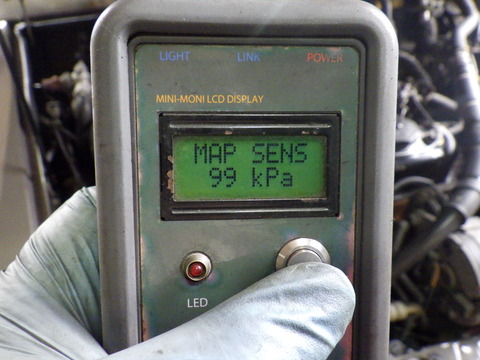 LIGHT LINK POWER
MINI-MONI LCD DISPLAY
MAP SENS
99 kPa
LED